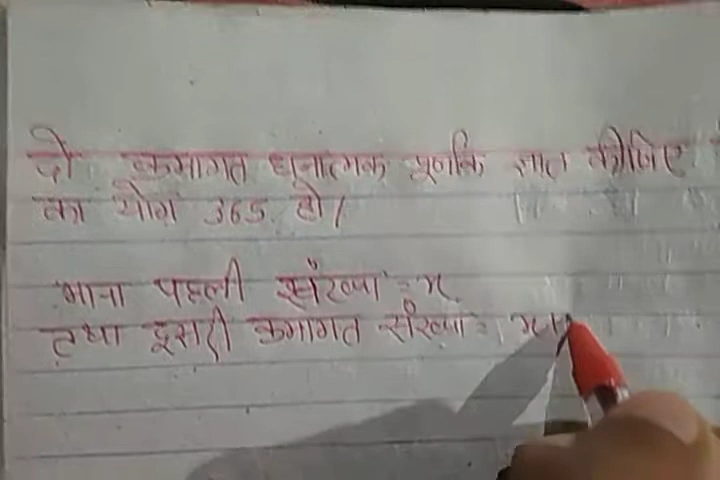 दो क्रमागत धनात्मक पूर्णांक ज्ञात कीजिए
का योग 365 हो।
माना पहली संख्या = x
तथा दूसरी क्रमागत संख्या = x+